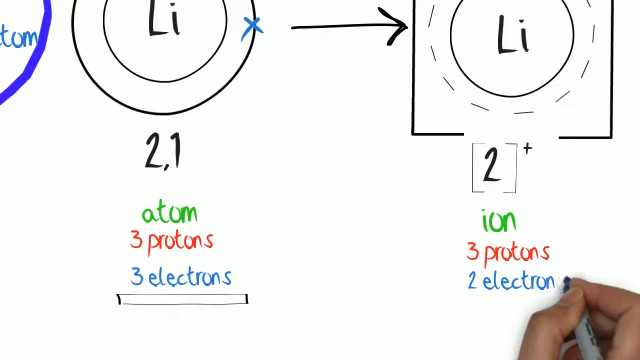 Li
Li
atom
2,1
[2]+
atom
3 protons
3 electrons
ion
3 protons
2 electron